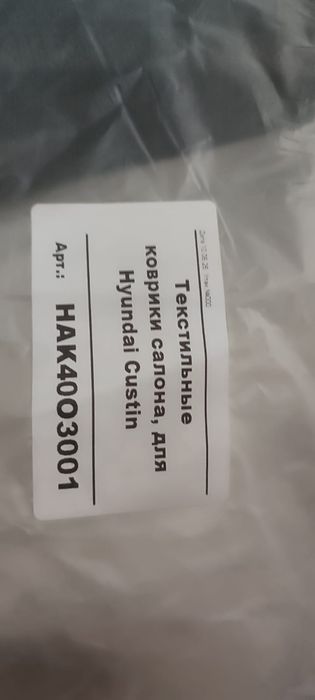 Текстильные
коврики салона, для
Hyundai Custin
Арт.: HAK40O3001